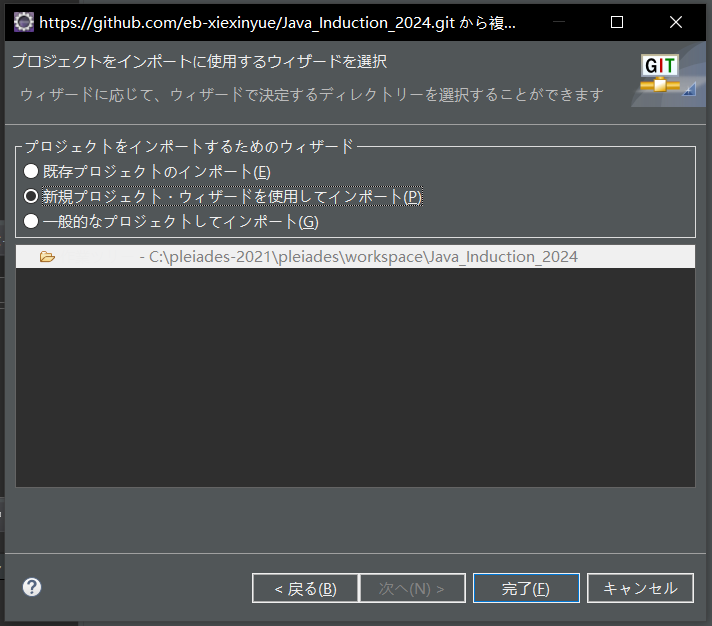 https://github.com/eb-xiexinyue/Java_Induction_2024.git から複...
プロジェクトをインポートに使用するウィザードを選択
ウィザードに応じて、ウィザードで決定するディレクトリーを選択することができます
GIT
プロジェクトをインポートするためのウィザード
既存プロジェクトのインポート(E)
新規プロジェクト・ウィザードを使用してインポート(P)
一般的なプロジェクトしてインポート(G)
- C:\pleiades-2021\pleiades\workspace\Java_Induction_2024
< 戻る(B)
次へ(N) >
完了(F)
キャンセル